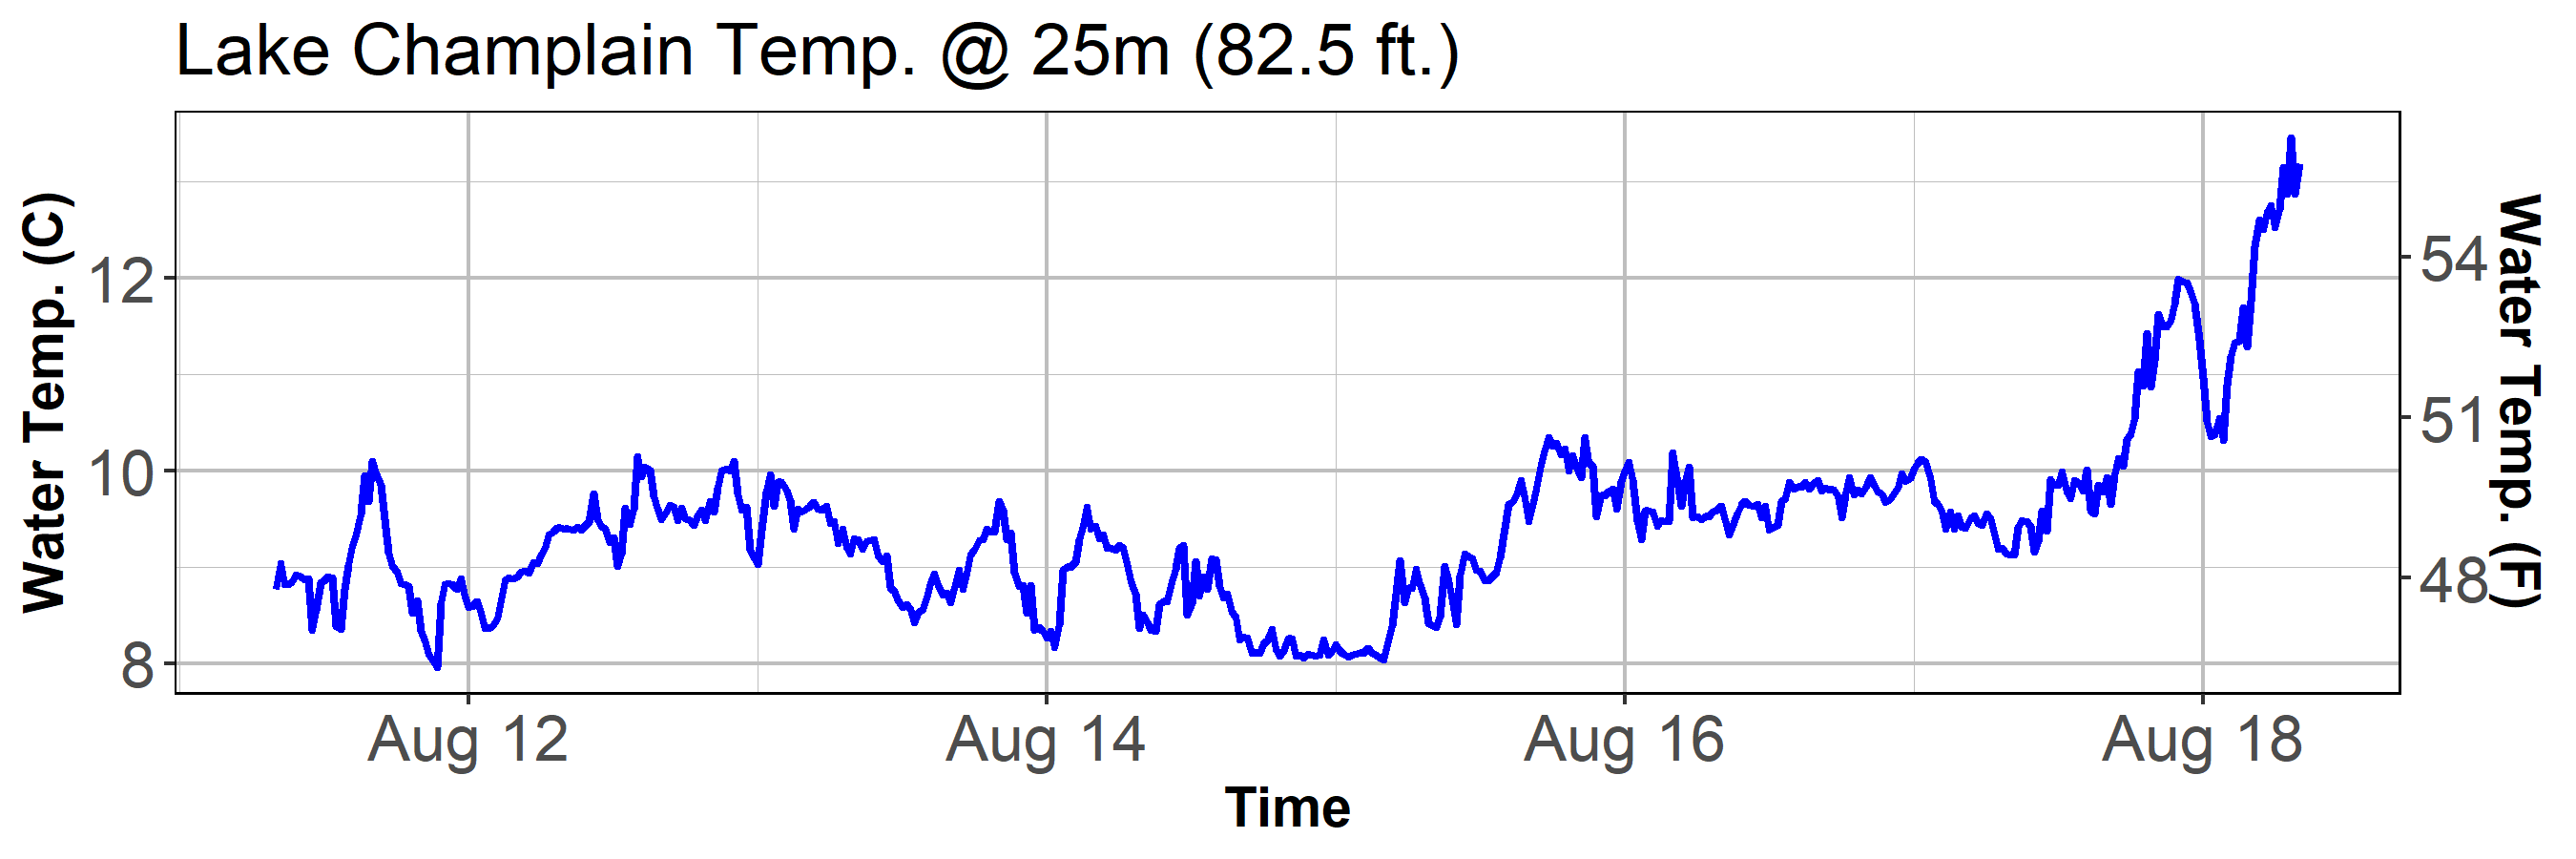 Lake Champlain Temp. @ 25m (82.5 ft.)
Water Temp. (C)
12
10
8
54
51
48
Water Temp. (F)
Aug 12
Aug 14
Aug 16
Aug 18
Time